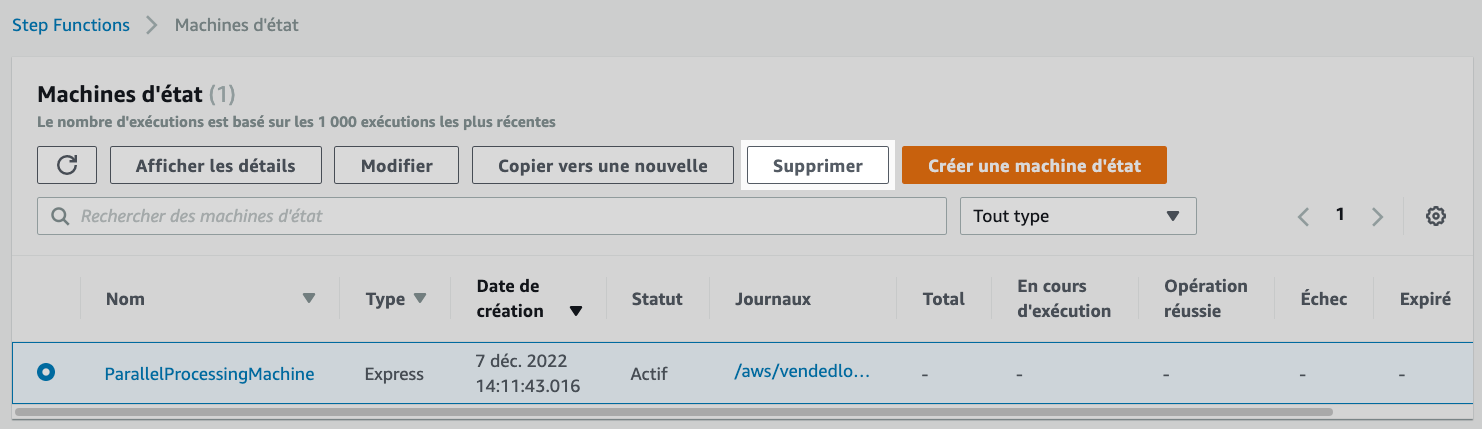 Step Functions > Machines d'état
Machines d'état (1)
Le nombre d'exécutions est basé sur les 1 000 exécutions les plus récentes
Afficher les détails Modifier Copier vers une nouvelle Supprimer Créer une machine d'état
Rechercher des machines d'état Tout type 1
Nom Type Date de création Statut Journaux Total En cours d'exécution Opération réussie Échec Expiré
ParallelProcessingMachine Express 7 déc. 2022 14:11:43.016 Actif /aws/vendedlo… - - - - -